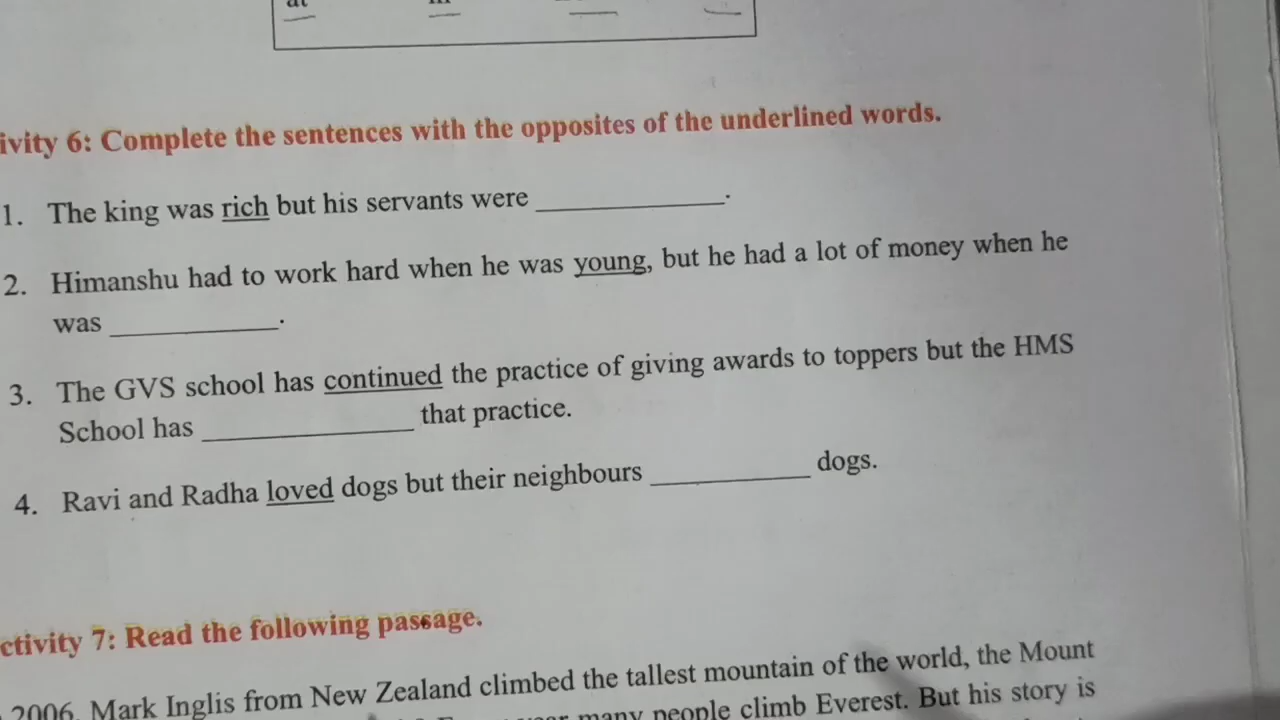 at
ivity 6: Complete the sentences with the opposites of the underlined words.
1. The king was rich but his servants were ____________.
2. Himanshu had to work hard when he was young, but he had a lot of money when he
was ____________.
3. The GVS school has continued the practice of giving awards to toppers but the HMS
School has ____________ that practice.
4. Ravi and Radha loved dogs but their neighbours ____________ dogs.
ctivity 7: Read the following passage.
2006, Mark Inglis from New Zealand climbed the tallest mountain of the world, the Mount
many people climb Everest. But his story is